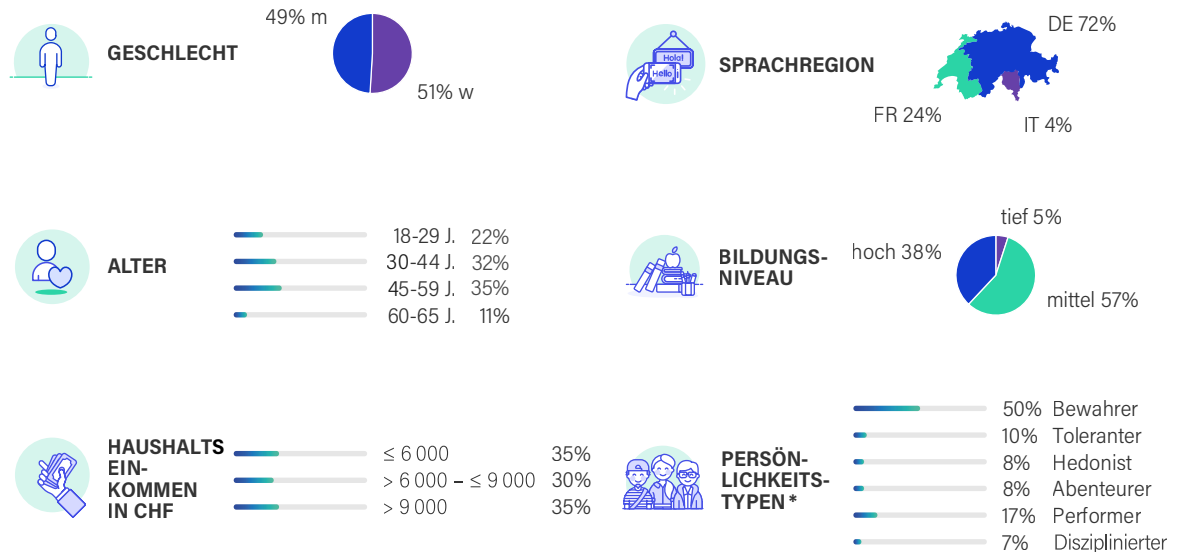 GESCHLECHT
49% m
51% w
SPRACHREGION
Hola!
Hello
DE 72%
FR 24%
IT 4%
ALTER
18-29 J. 22%
30-44 J. 32%
45-59 J. 35%
60-65 J. 11%
BILDUNGS-
NIVEAU
tief 5%
hoch 38%
mittel 57%
HAUSHALTS
EIN-
KOMMEN
IN CHF
≤ 6 000 35%
> 6 000 – ≤ 9 000 30%
> 9 000 35%
PERSÖN-
LICHKEITS-
TYPEN *
50% Bewahrer
10% Toleranter
8% Hedonist
8% Abenteurer
17% Performer
7% Disziplinierter